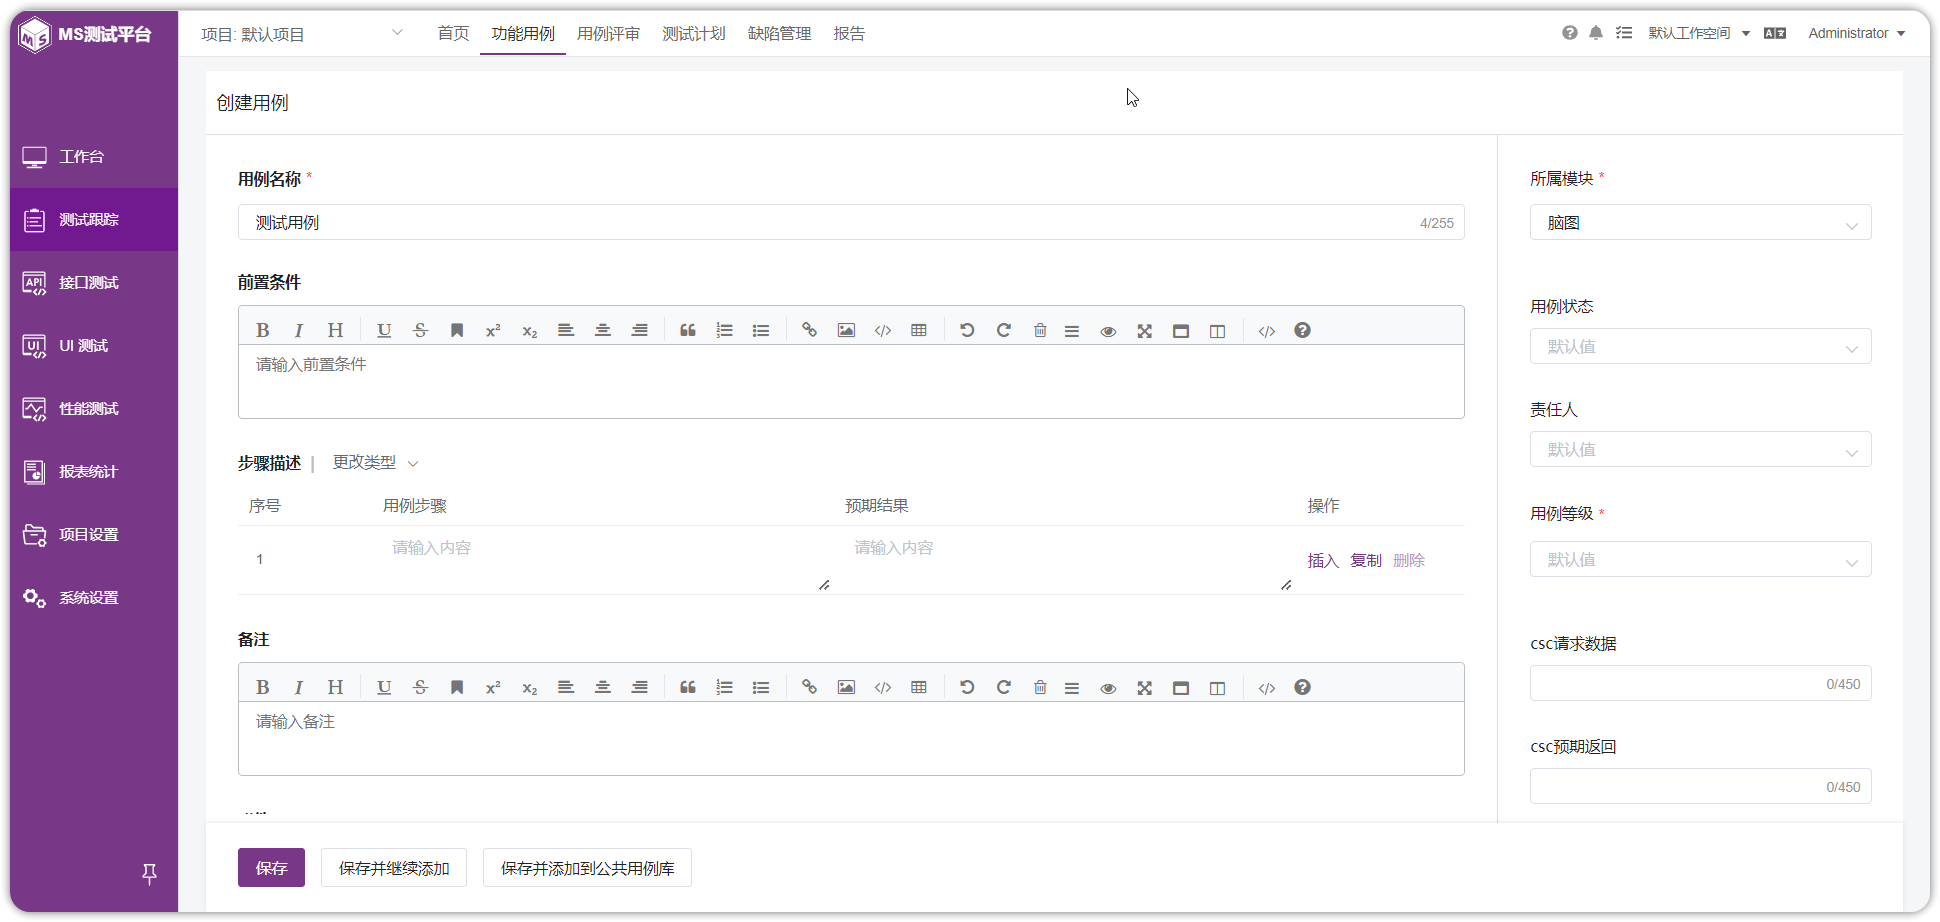 MS测试平台
项目: 默认项目
首页 功能用例 用例评审 测试计划 缺陷管理 报告
默认工作空间
Administrator
工作台
测试跟踪
接口测试
UI 测试
性能测试
报表统计
项目设置
系统设置
创建用例
用例名称 *
测试用例
4/255
前置条件
请输入前置条件
步骤描述 | 更改类型
序号 用例步骤 预期结果 操作
1 请输入内容 请输入内容 插入 复制 删除
备注
请输入备注
保存 保存并继续添加 保存并添加到公共用例库
所属模块 *
脑图
用例状态
默认值
责任人
默认值
用例等级 *
默认值
csc请求数据
0/450
csc预期返回
0/450